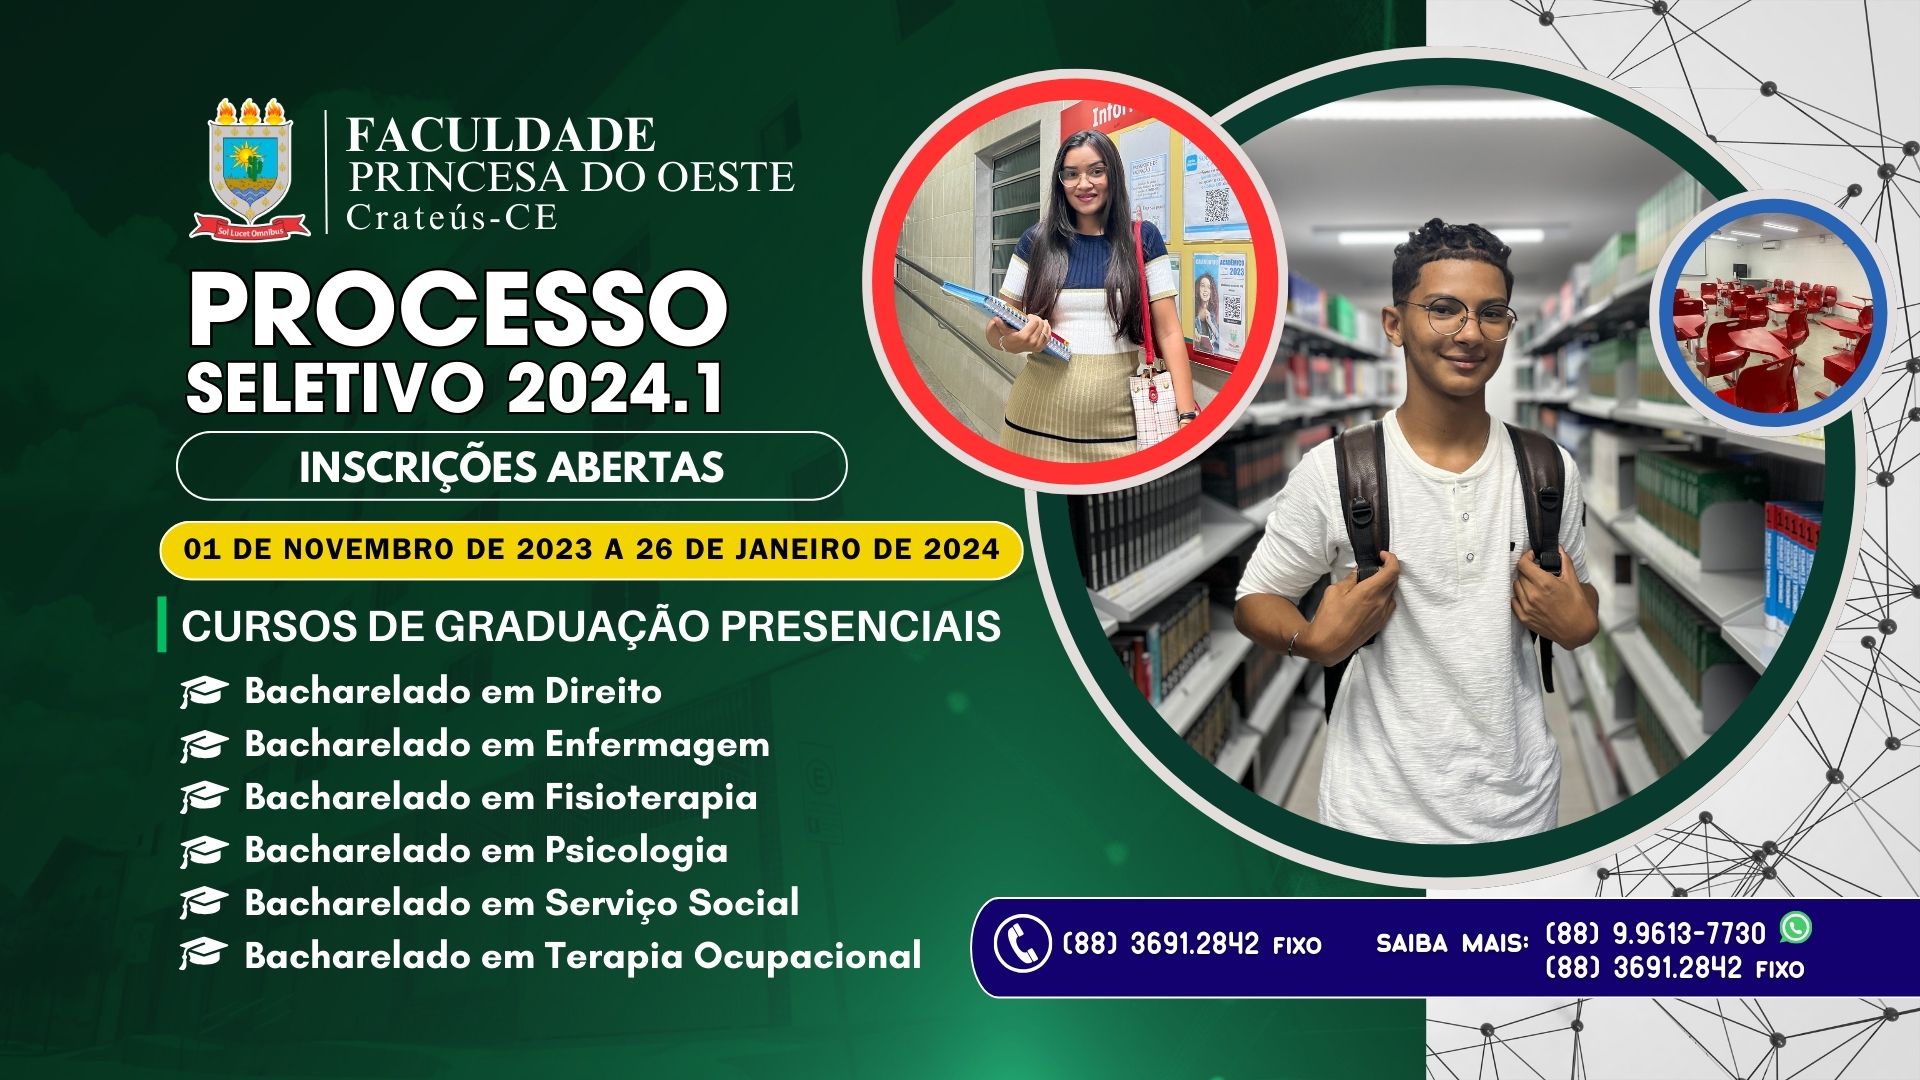 FACULDADE
PRINCESA DO OESTE
Crateús-CE
Sol Lucet Omnibus
PROCESSO
SELETIVO 2024.1
INSCRIÇÕES ABERTAS
01 DE NOVEMBRO DE 2023 A 26 DE JANEIRO DE 2024
CURSOS DE GRADUAÇÃO PRESENCIAIS
Bacharelado em Direito
Bacharelado em Enfermagem
Bacharelado em Fisioterapia
Bacharelado em Psicologia
Bacharelado em Serviço Social
Bacharelado em Terapia Ocupacional
ACADÊMICO
2023
(88) 3691.2842 FIXO
SAIBA MAIS: (88) 9.9613-7730
(88) 3691.2842 FIXO